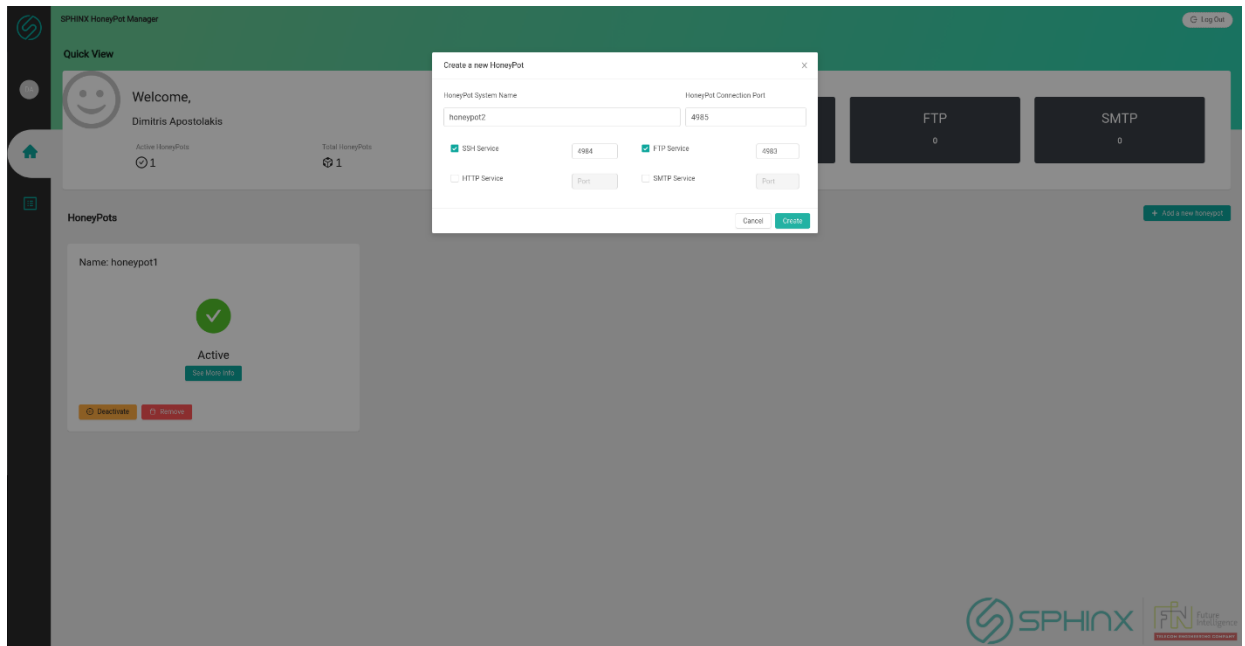 SPHINX HoneyPot Manager
Log Out
Quick View
Welcome,
Dimitris Apostolakis
Active HoneyPots
1
Total HoneyPots
1
Create a new HoneyPot
HoneyPot System Name
HoneyPot Connection Port
honeypot2
4985
SSH Service
4984
FTP Service
4983
HTTP Service
Port
SMTP Service
Port
Cancel
Create
FTP
0
SMTP
0
HoneyPots
+ Add a new honeypot
Name: honeypot1
Active
See More Info
Deactivate
Remove
SPHINX
FINT
Future
Intelligence